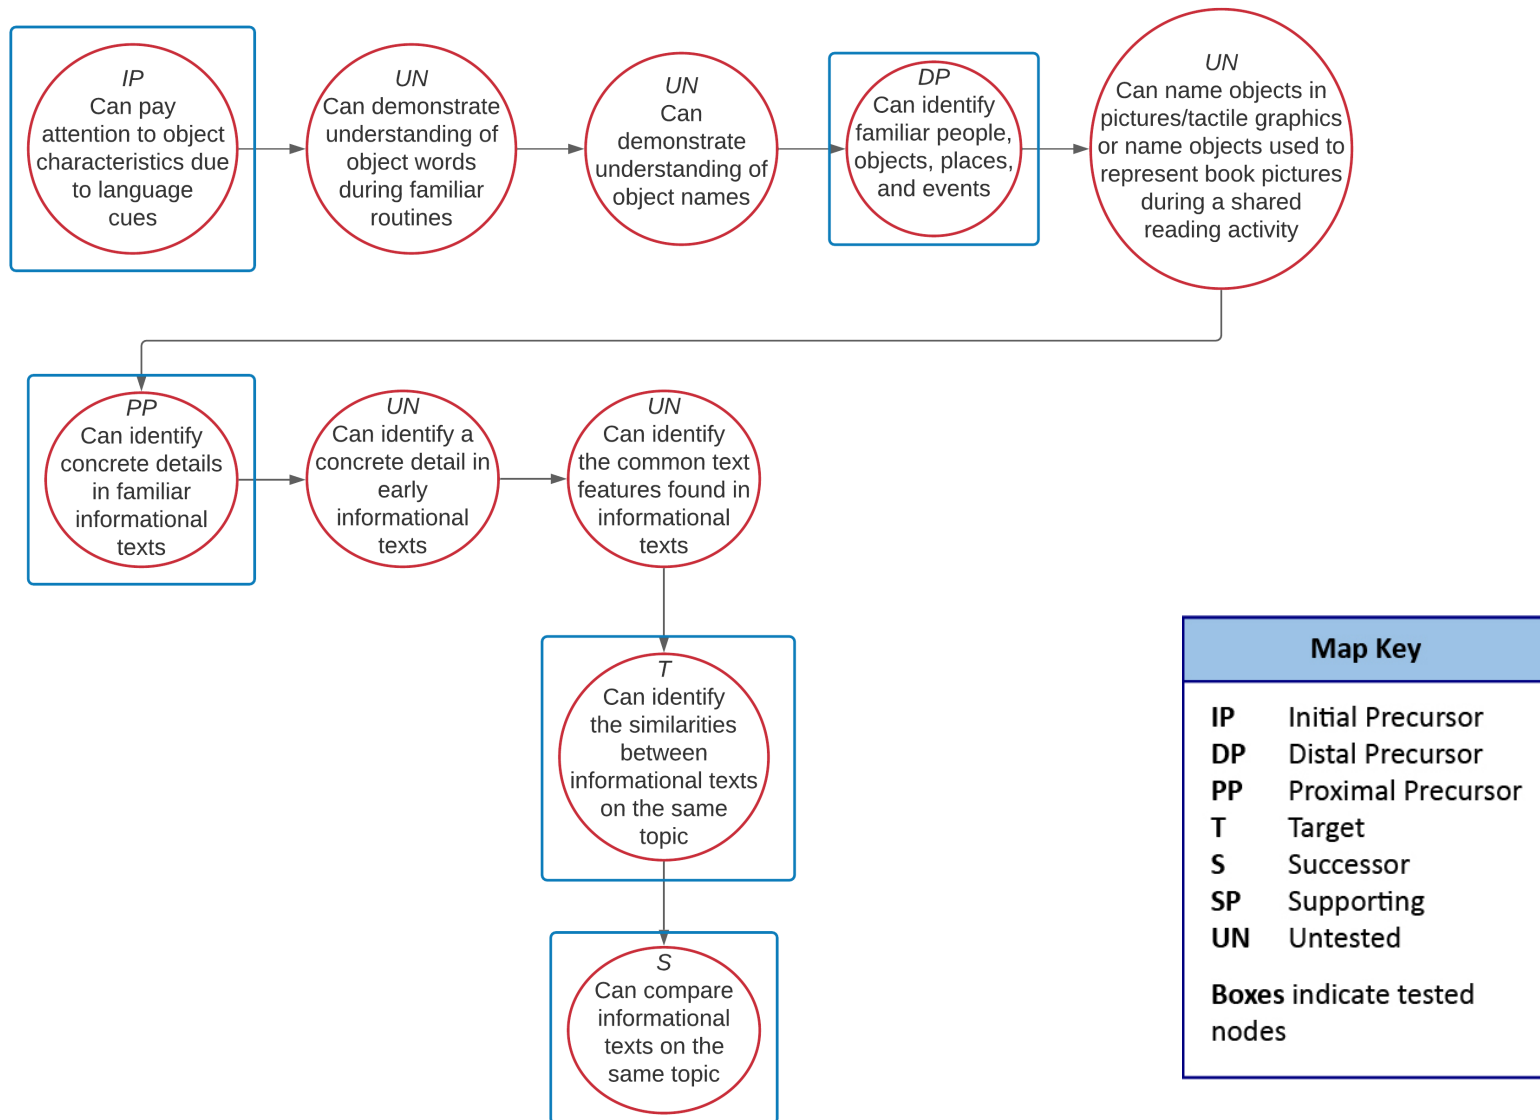 IP
Can pay
attention to object
characteristics due
to language
cues
UN
Can demonstrate
understanding of
object words
during familiar
routines
UN
Can
demonstrate
understanding of
object names
DP
Can identify
familiar people,
objects, places,
and events
UN
Can name objects in
pictures/tactile graphics
or name objects used to
represent book pictures
during a shared
reading activity
PP
Can identify
concrete details
in familiar
informational
texts
UN
Can identify a
concrete detail in
early
informational
texts
UN
Can identify
the common text
features found in
informational
texts
T
Can identify
the similarities
between
informational texts
on the same
topic
S
Can compare
informational
texts on the
same topic
Map Key
IP Initial Precursor
DP Distal Precursor
PP Proximal Precursor
T Target
S Successor
SP Supporting
UN Untested
Boxes indicate tested
nodes